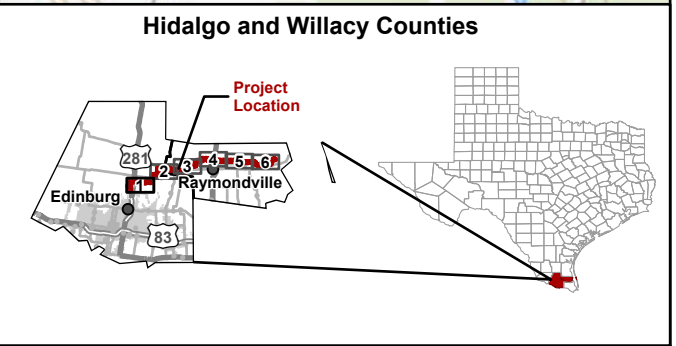 Hidalgo and Willacy Counties
Project
Location
281
1
2
3
4
5
6
Raymondville
Edinburg
83